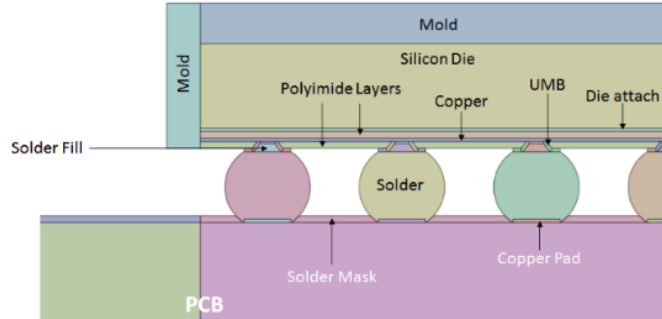 Mold
Mold
Silicon Die
Polyimide Layers
UMB
Copper
Die attach
Solder Fill
Solder
Solder Mask
Copper Pad
PCB